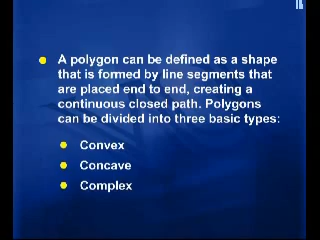 A polygon can be defined as a shape
that is formed by line segments that
are placed end to end, creating a
continuous closed path. Polygons
can be divided into three basic types:
Convex
Concave
Complex